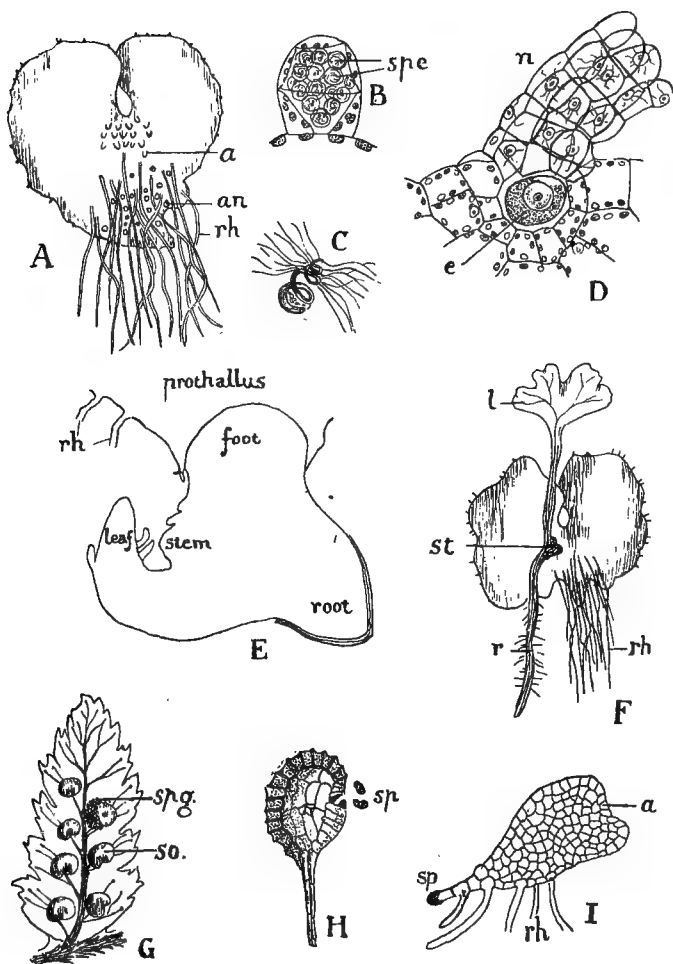 spe
B
n
a
an
rh
A
C
e
D
prothallus
rh
foot
l
leaf
stem
st
root
r
rh
E
F
spg.
so.
sp
a
sp
rh
G
H
I